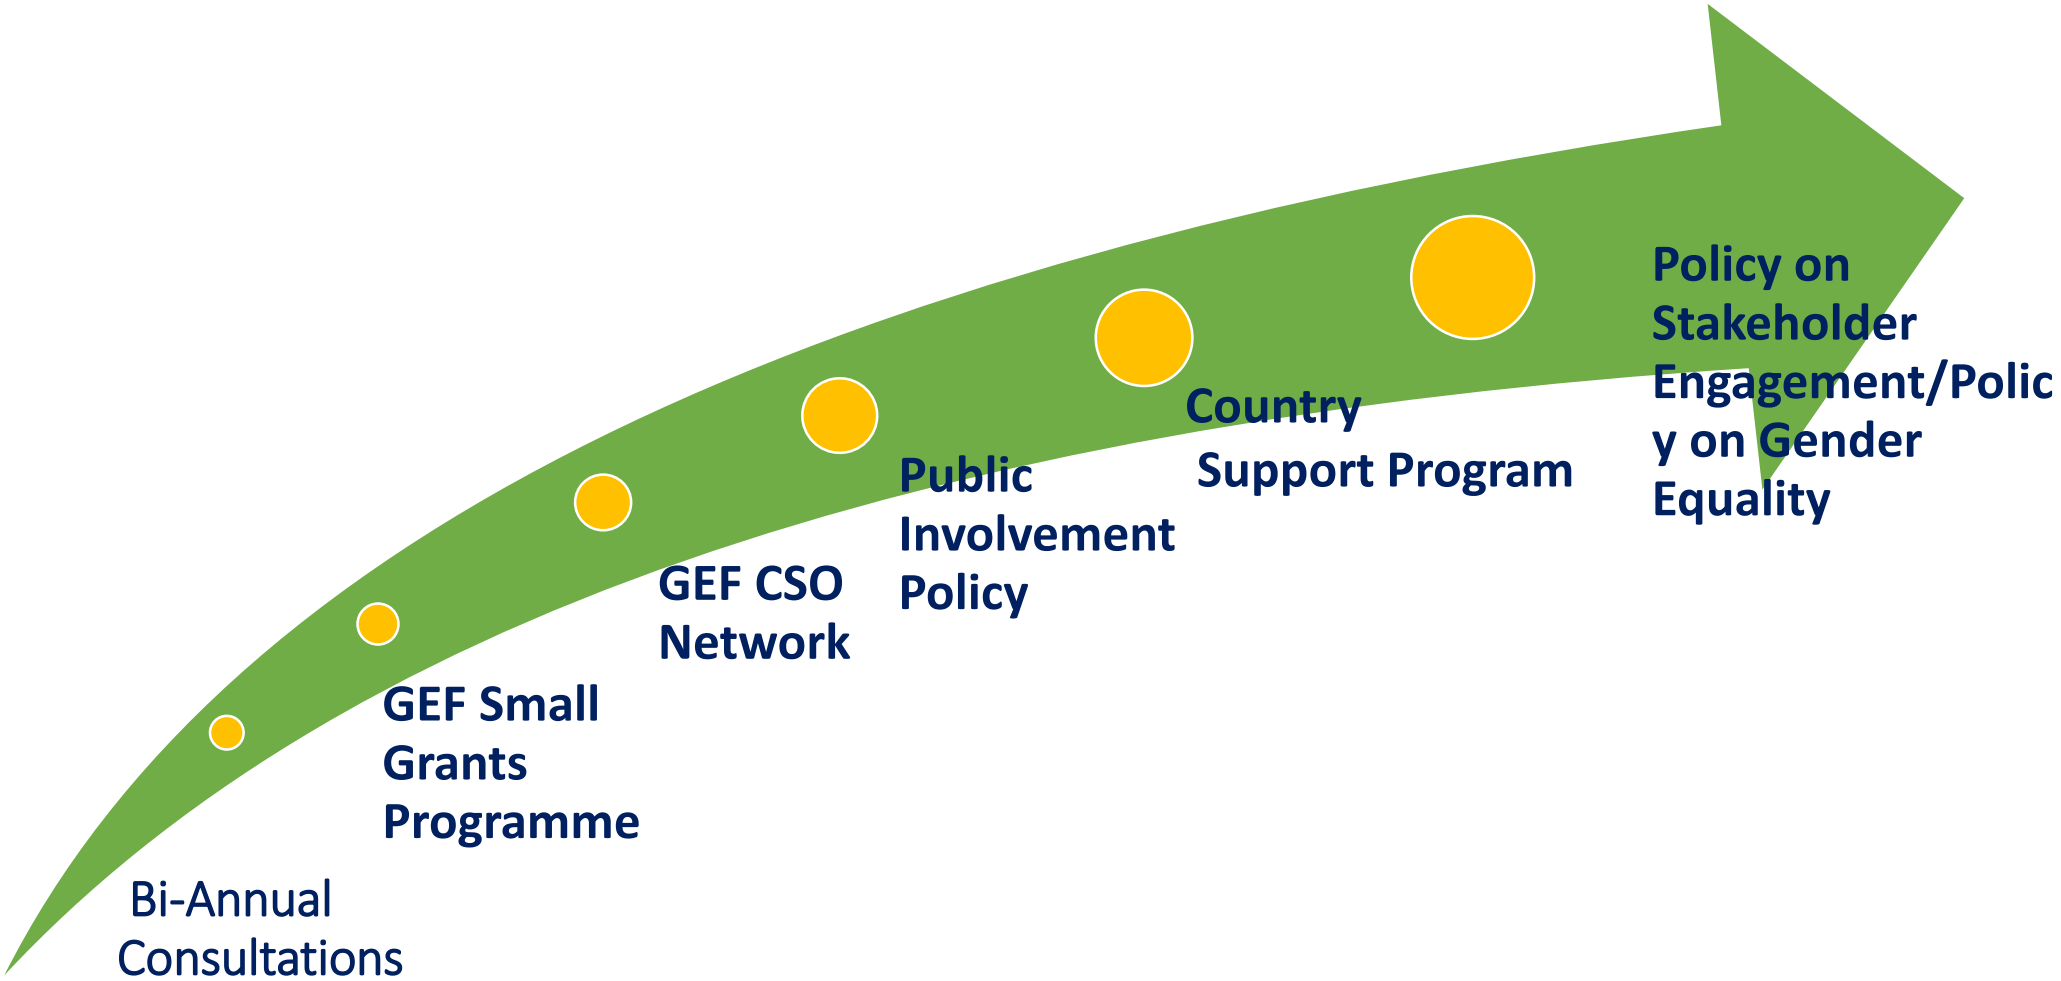 Bi-Annual
Consultations
GEF Small
Grants
Programme
GEF CSO
Network
Public
Involvement
Policy
Country
Support Program
Policy on
Stakeholder
Engagement/Polic
y on Gender
Equality